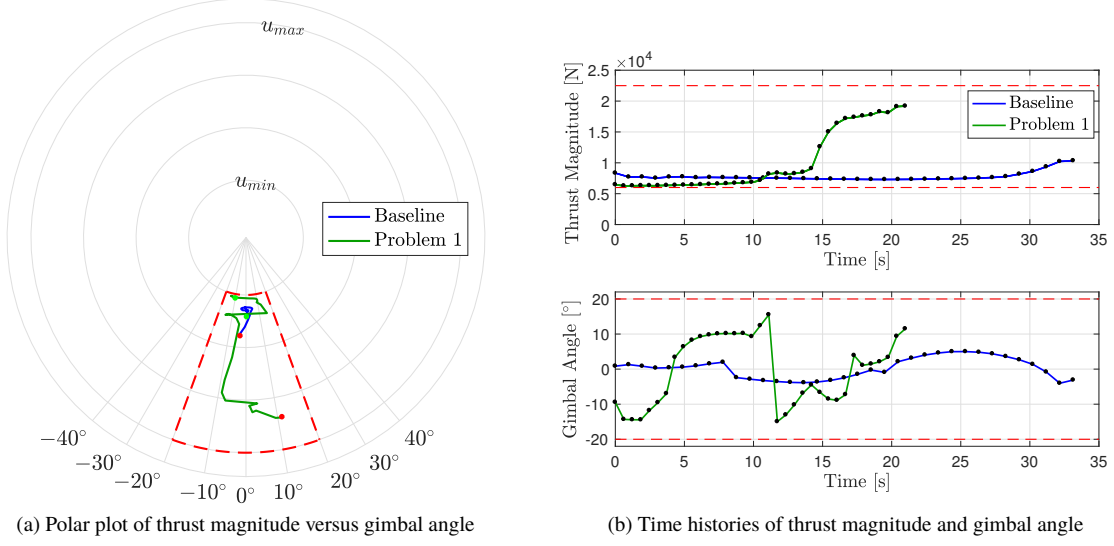 u_max
u_min
Baseline
Problem 1
−40°
−30°
−20°
−10°
0°
10°
20°
30°
40°
(a) Polar plot of thrust magnitude versus gimbal angle
×10⁴
2.5
2
1.5
1
0.5
0
Thrust Magnitude [N]
Baseline
Problem 1
0 5 10 15 20 25 30 35
Time [s]
20
10
0
-10
-20
Gimbal Angle [°]
0 5 10 15 20 25 30 35
Time [s]
(b) Time histories of thrust magnitude and gimbal angle